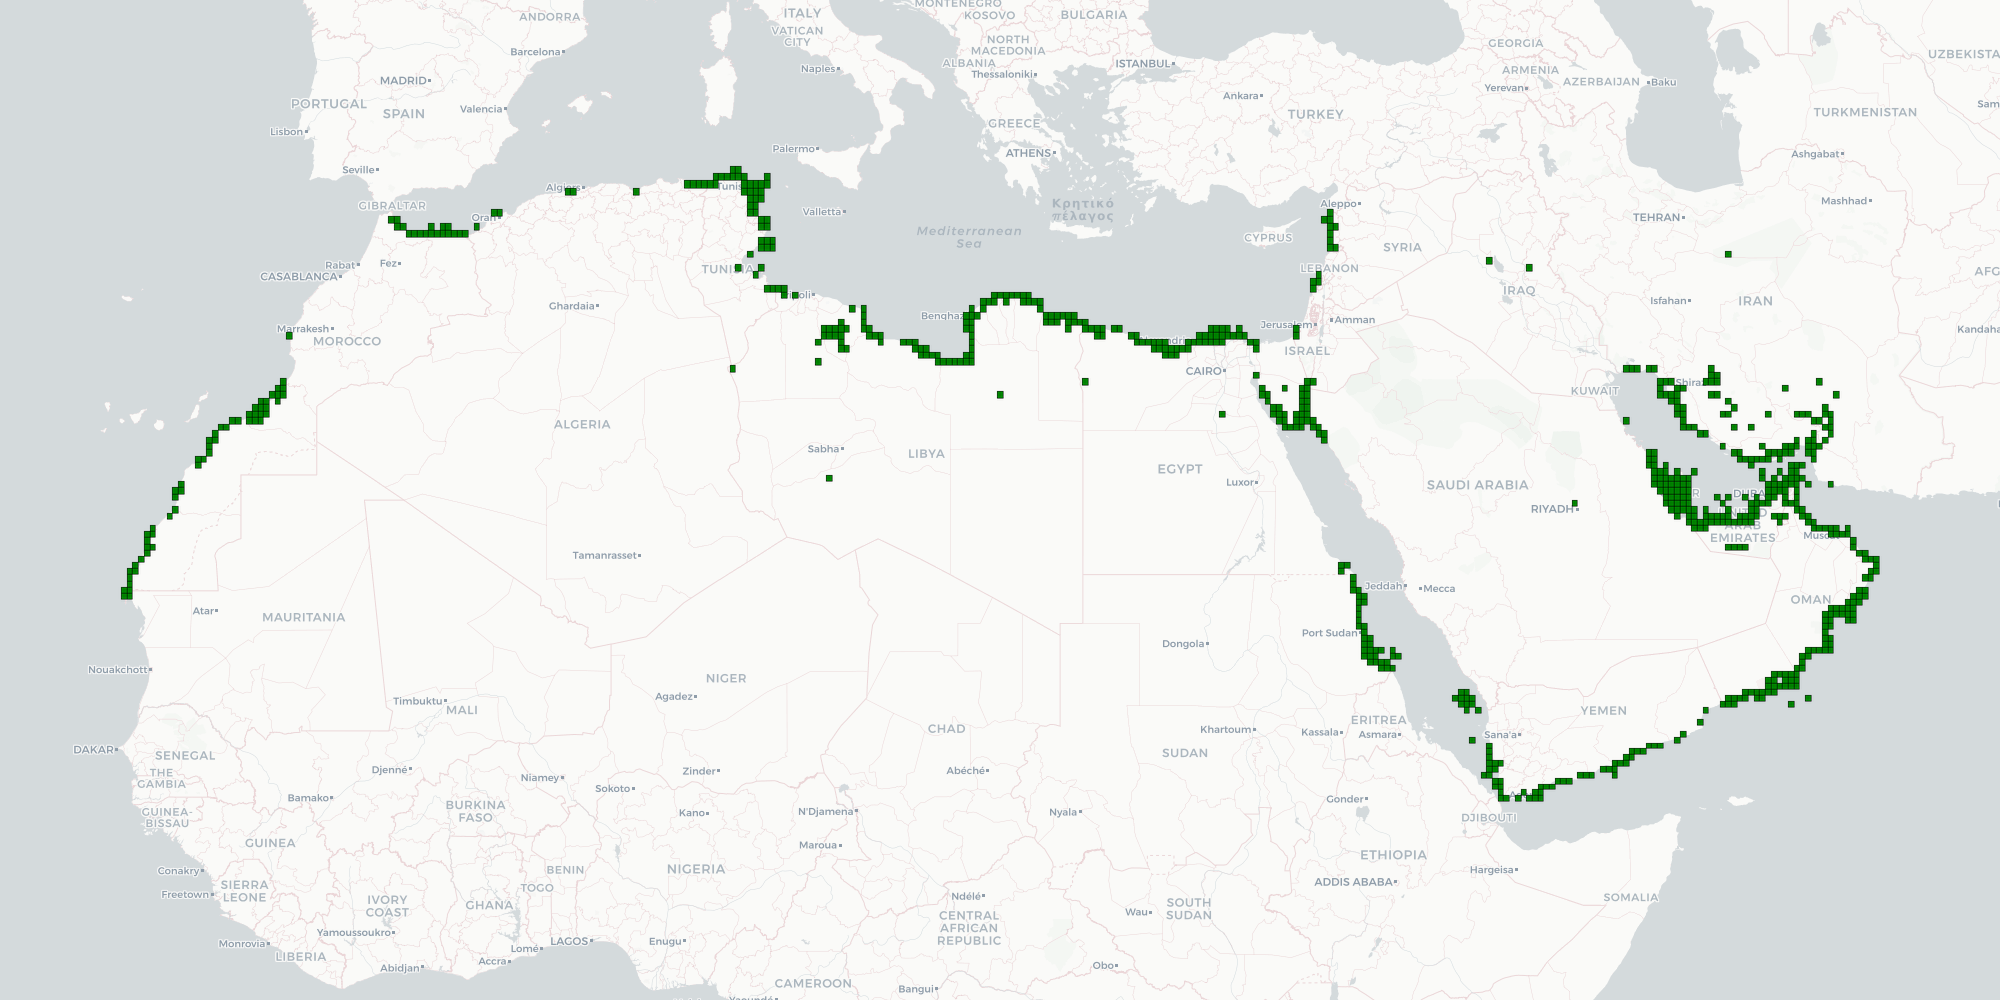 ITALY
MONTENEGRO
KOSOVO
BULGARIA
ANDORRA
VATICAN
CITY
NORTH
MACEDONIA
GEORGIA
UZBEKISTA
Barcelona
ALBANIA
ISTANBUL
Naples
Thessaloniki
ARMENIA
AZERBAIJAN
Baku
MADRID
Yerevan
Ankara
PORTUGAL
SPAIN
Valencia
TURKEY
TURKMENISTAN
Sam
Lisbon
GREECE
Palermo
ATHENS
Ashgabat
Seville
Algiers
Tunis
GIBRALTAR
Oran
Valletta
Κρητικό
πέλαγος
Aleppo
TEHRAN
Mashhad
Mediterranean
Sea
CYPRUS
SYRIA
Rabat
Fez
CASABLANCA
TUNISIA
LEBANON
AFG
IRAQ
Ghardaia
Isfahan
IRAN
Marrakesh
MOROCCO
Benghazi
Jerusalem
Amman
Kandaha
ISRAEL
CAIRO
KUWAIT
Shiraz
ALGERIA
Sabha
LIBYA
EGYPT
Luxor
SAUDI ARABIA
RIYADH
DUBAI
UNITED
ARAB
EMIRATES
Muscat
Tamanrasset
Jeddah
Mecca
OMAN
Atar
MAURITANIA
Port Sudan
Dongola
Nouakchott
NIGER
Agadez
Timbuktu
MALI
YEMEN
CHAD
Khartoum
Kassala
ERITREA
Asmara
Sana'a
DAKAR
SENEGAL
SUDAN
THE
GAMBIA
Djenné
Niamey
Zinder
Abéché
Sokoto
Bamako
BURKINA
FASO
Kano
N'Djamena
Nyala
Gonder
GUINEA-
BISSAU
DJIBOUTI
GUINEA
Maroua
ETHIOPIA
Conakry
BENIN
NIGERIA
Hargeisa
Freetown
SIERRA
LEONE
TOGO
ADDIS ABABA
IVORY
COAST
GHANA
Ndélé
SOMALIA
SOUTH
SUDAN
Wau
CENTRAL
AFRICAN
REPUBLIC
Yamoussoukro
Monrovia
LAGOS
Enugu
Lomé
LIBERIA
Accra
Abidjan
Obo
CAMEROON
Bangui
Yaoundé